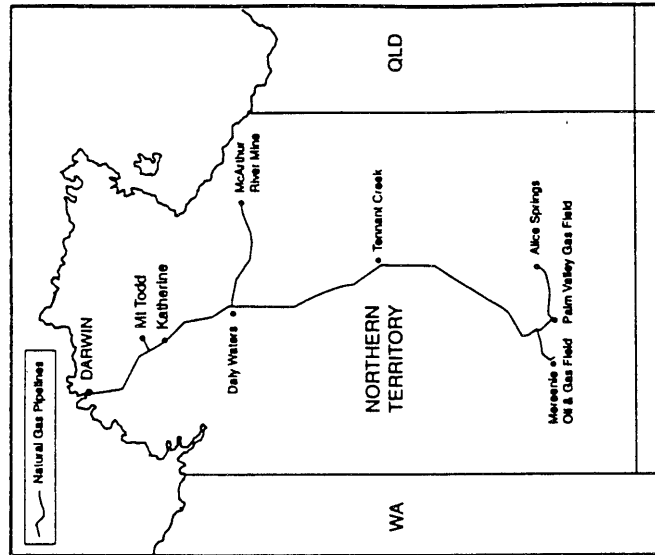 Natural Gas Pipelines
DARWIN
Mt Todd
Katherine
McArthur
River Mine
Daly Waters
QLD
Tennant Creek
NORTHERN
TERRITORY
WA
Alice Springs
Palm Valley Gas Field
Mereenie
Oil & Gas Field